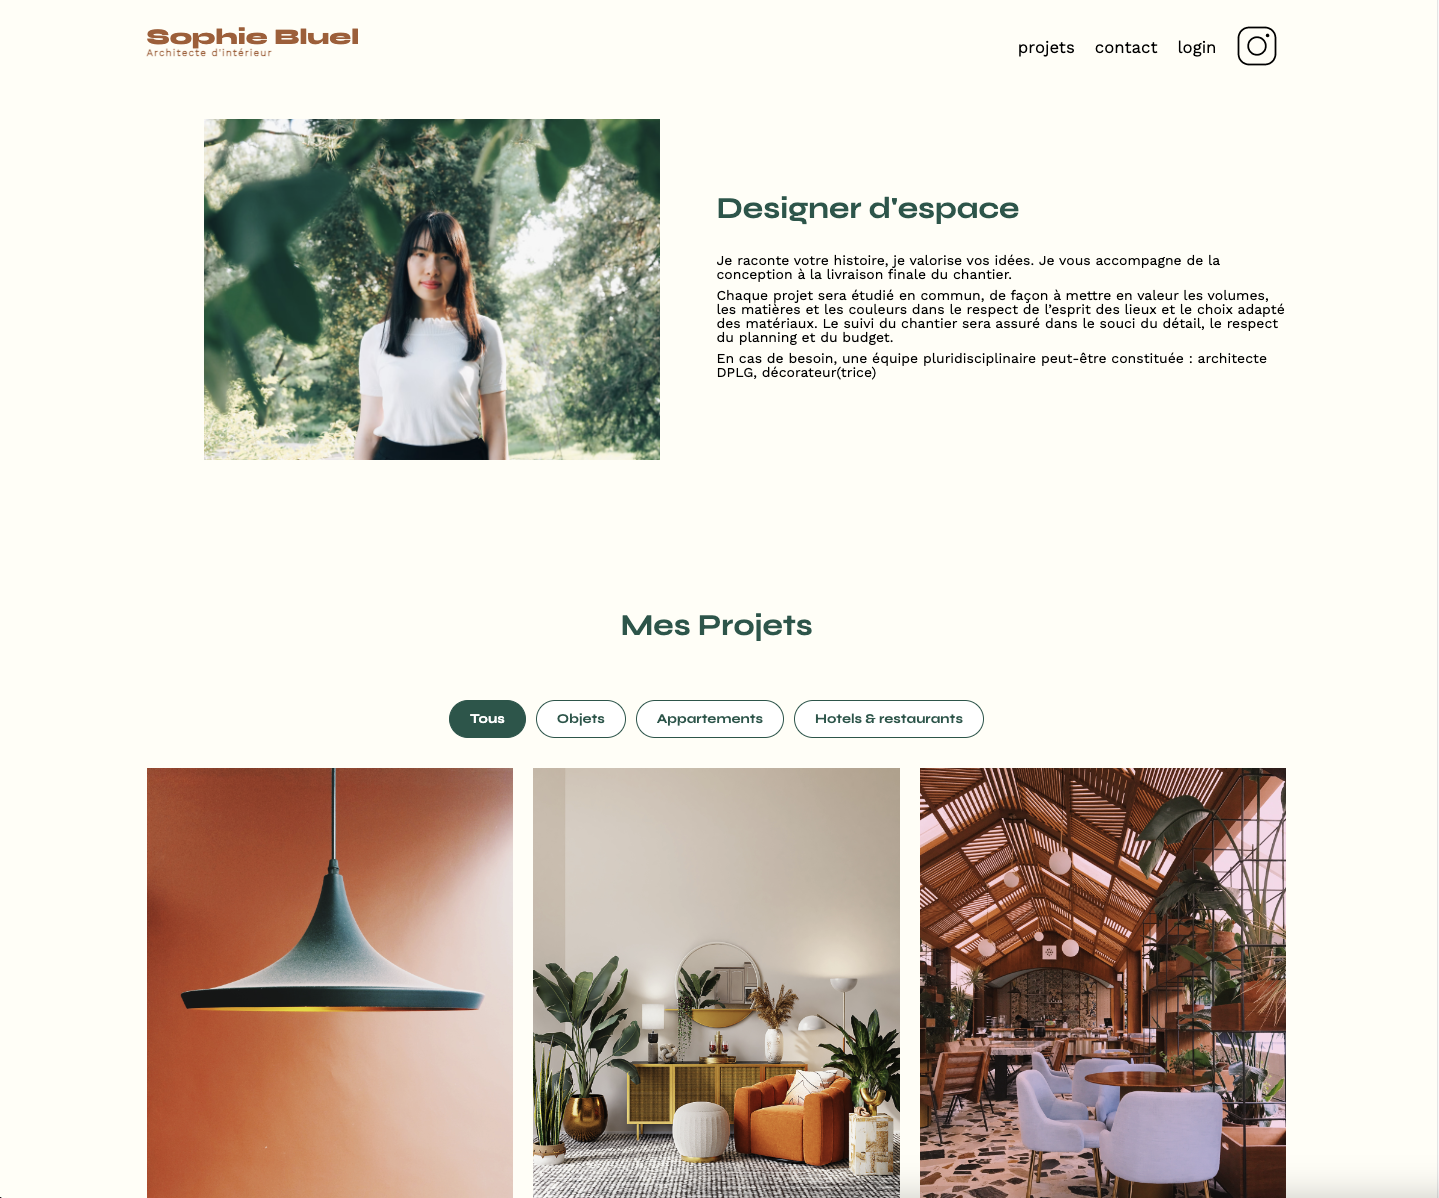 Sophie Bluel
Architecte d'intérieur
projets contact login
Designer d'espace
Je raconte votre histoire, je valorise vos idées. Je vous accompagne de la
conception à la livraison finale du chantier.
Chaque projet sera étudié en commun, de façon à mettre en valeur les volumes,
les matières et les couleurs dans le respect de l’esprit des lieux et le choix adapté
des matériaux. Le suivi du chantier sera assuré dans le souci du détail, le respect
du planning et du budget.
En cas de besoin, une équipe pluridisciplinaire peut-être constituée : architecte
DPLG, décorateur(trice)
Mes Projets
Tous Objets Appartements Hotels & restaurants